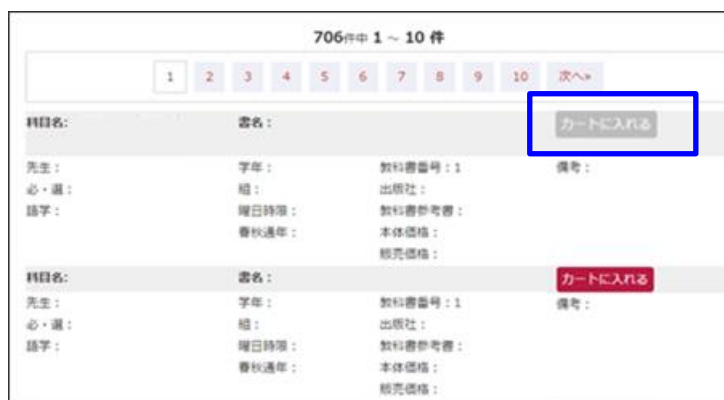 706件中 1 ～ 10 件
1 2 3 4 5 6 7 8 9 10 次へ»
科目名: 書名： カートに入れる
先生： 学年： 教科書番号：1 備考：
必・選： 組： 出版社：
語学： 曜日時限： 教科書参考書：
春秋通年： 本体価格：
販売価格：
科目名: 書名： カートに入れる
先生： 学年： 教科書番号：1 備考：
必・選： 組： 出版社：
語学： 曜日時限： 教科書参考書：
春秋通年： 本体価格：
販売価格：